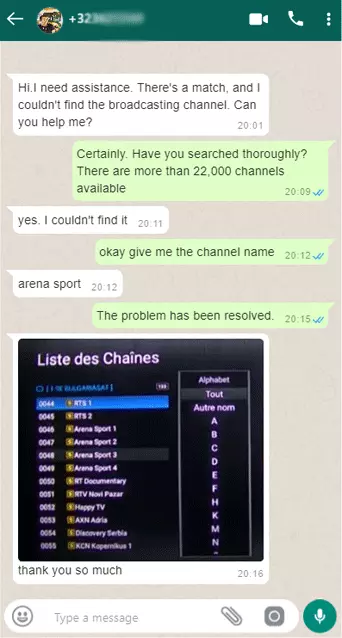 +32
Hi.I need assistance. There's a match, and I
couldn't find the broadcasting channel. Can
you help me?
20:01
Certainly. Have you searched thoroughly?
There are more than 22,000 channels
available
20:09
yes. I couldn't find it
20:11
okay give me the channel name
20:12
arena sport
20:12
The problem has been resolved.
20:15
Liste des Chaînes
BULGARIASAT ]
0044 S RTS 1
0045 S RTS 2
0046 S Arena Sport 1
0047 S Arena Sport 2
0048 S Arena Sport 3
0049 S Arena Sport 4
0050 S RT Documentary
0051 S RTV Novi Pazar
0052 S Happy TV
0053 S AXN Adria
0054 S Discovery Serbia
0055 S KCN Kopernikus 1
Alphabet
Tout
Autre nom
A
B
C
D
E
F
H
K
M
N
thank you so much
20:16
Type a message